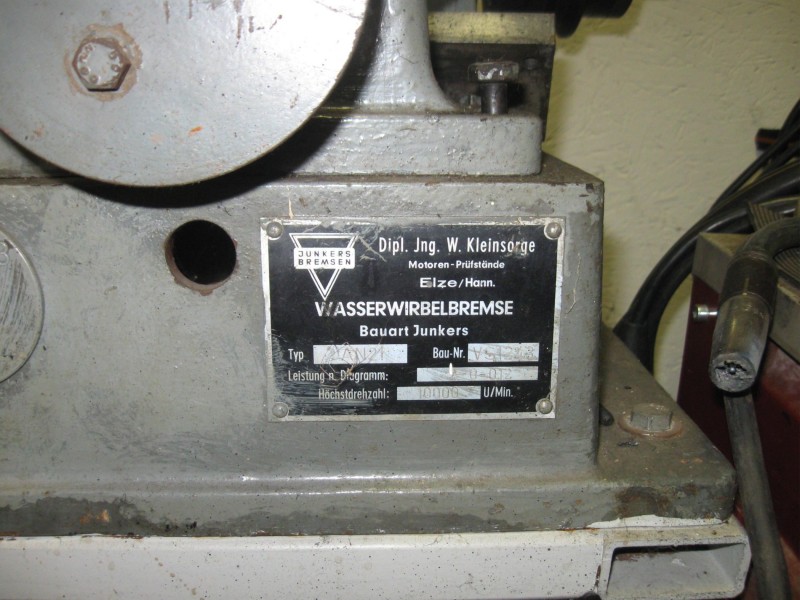 JUNKERS
BREMSEN
Dipl. Jng. W. Kleinsorge
Motoren-Prüfstände
Elze/Hann.
WASSERWIRBELBREMSE
Bauart Junkers
Typ Bau-Nr.
Leistung n. Diagramm:
Höchstdrehzahl: 10000 U/Min.